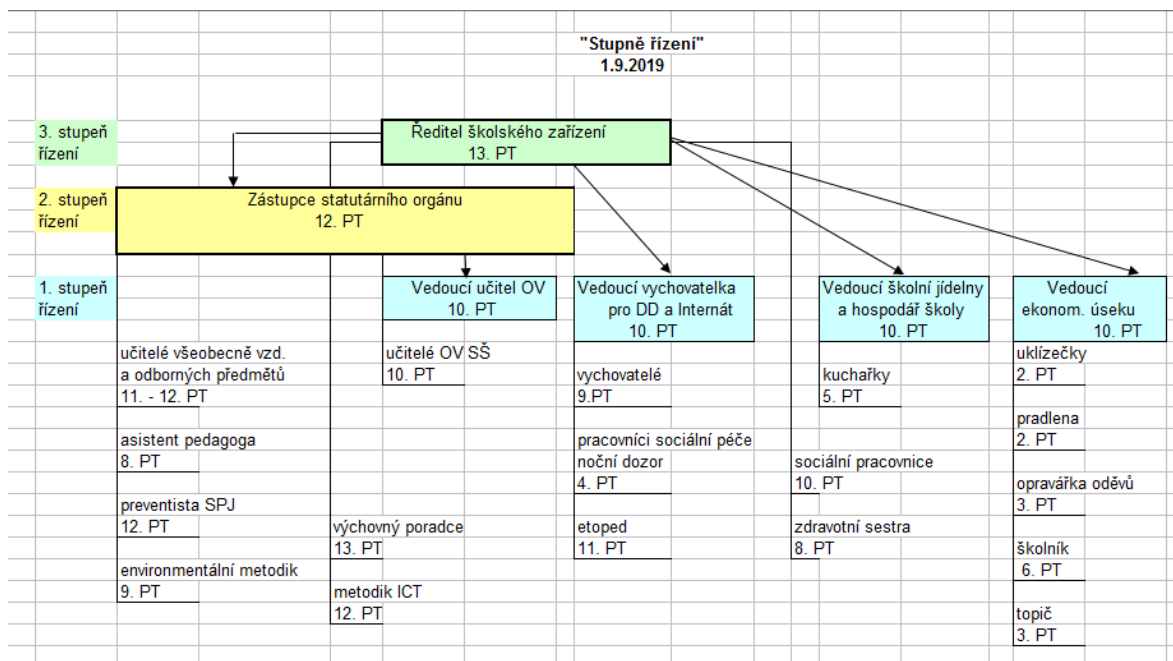 "Stupně řízení"
1.9.2019
3. stupeň
řízení
Ředitel školského zařízení
13. PT
2. stupeň
řízení
Zástupce statutárního orgánu
12. PT
1. stupeň
řízení
Vedoucí učitel OV
10. PT
Vedoucí vychovatelka
pro DD a Internát
10. PT
Vedoucí školní jídelny
a hospodář školy
10. PT
Vedoucí
ekonom. úseku
10. PT
učitelé všeobecně vzd.
a odborných předmětů
11. - 12. PT
asistent pedagoga
8. PT
preventista SPJ
12. PT
environmentální metodik
9. PT
výchovný poradce
13. PT
metodik ICT
12. PT
učitelé OV SŠ
10. PT
vychovatelé
9.PT
pracovníci sociální péče
noční dozor
4. PT
etoped
11. PT
kuchařky
5. PT
sociální pracovnice
10. PT
zdravotní sestra
8. PT
uklízečky
2. PT
pradlena
2. PT
opravářka oděvů
3. PT
školník
6. PT
topič
3. PT